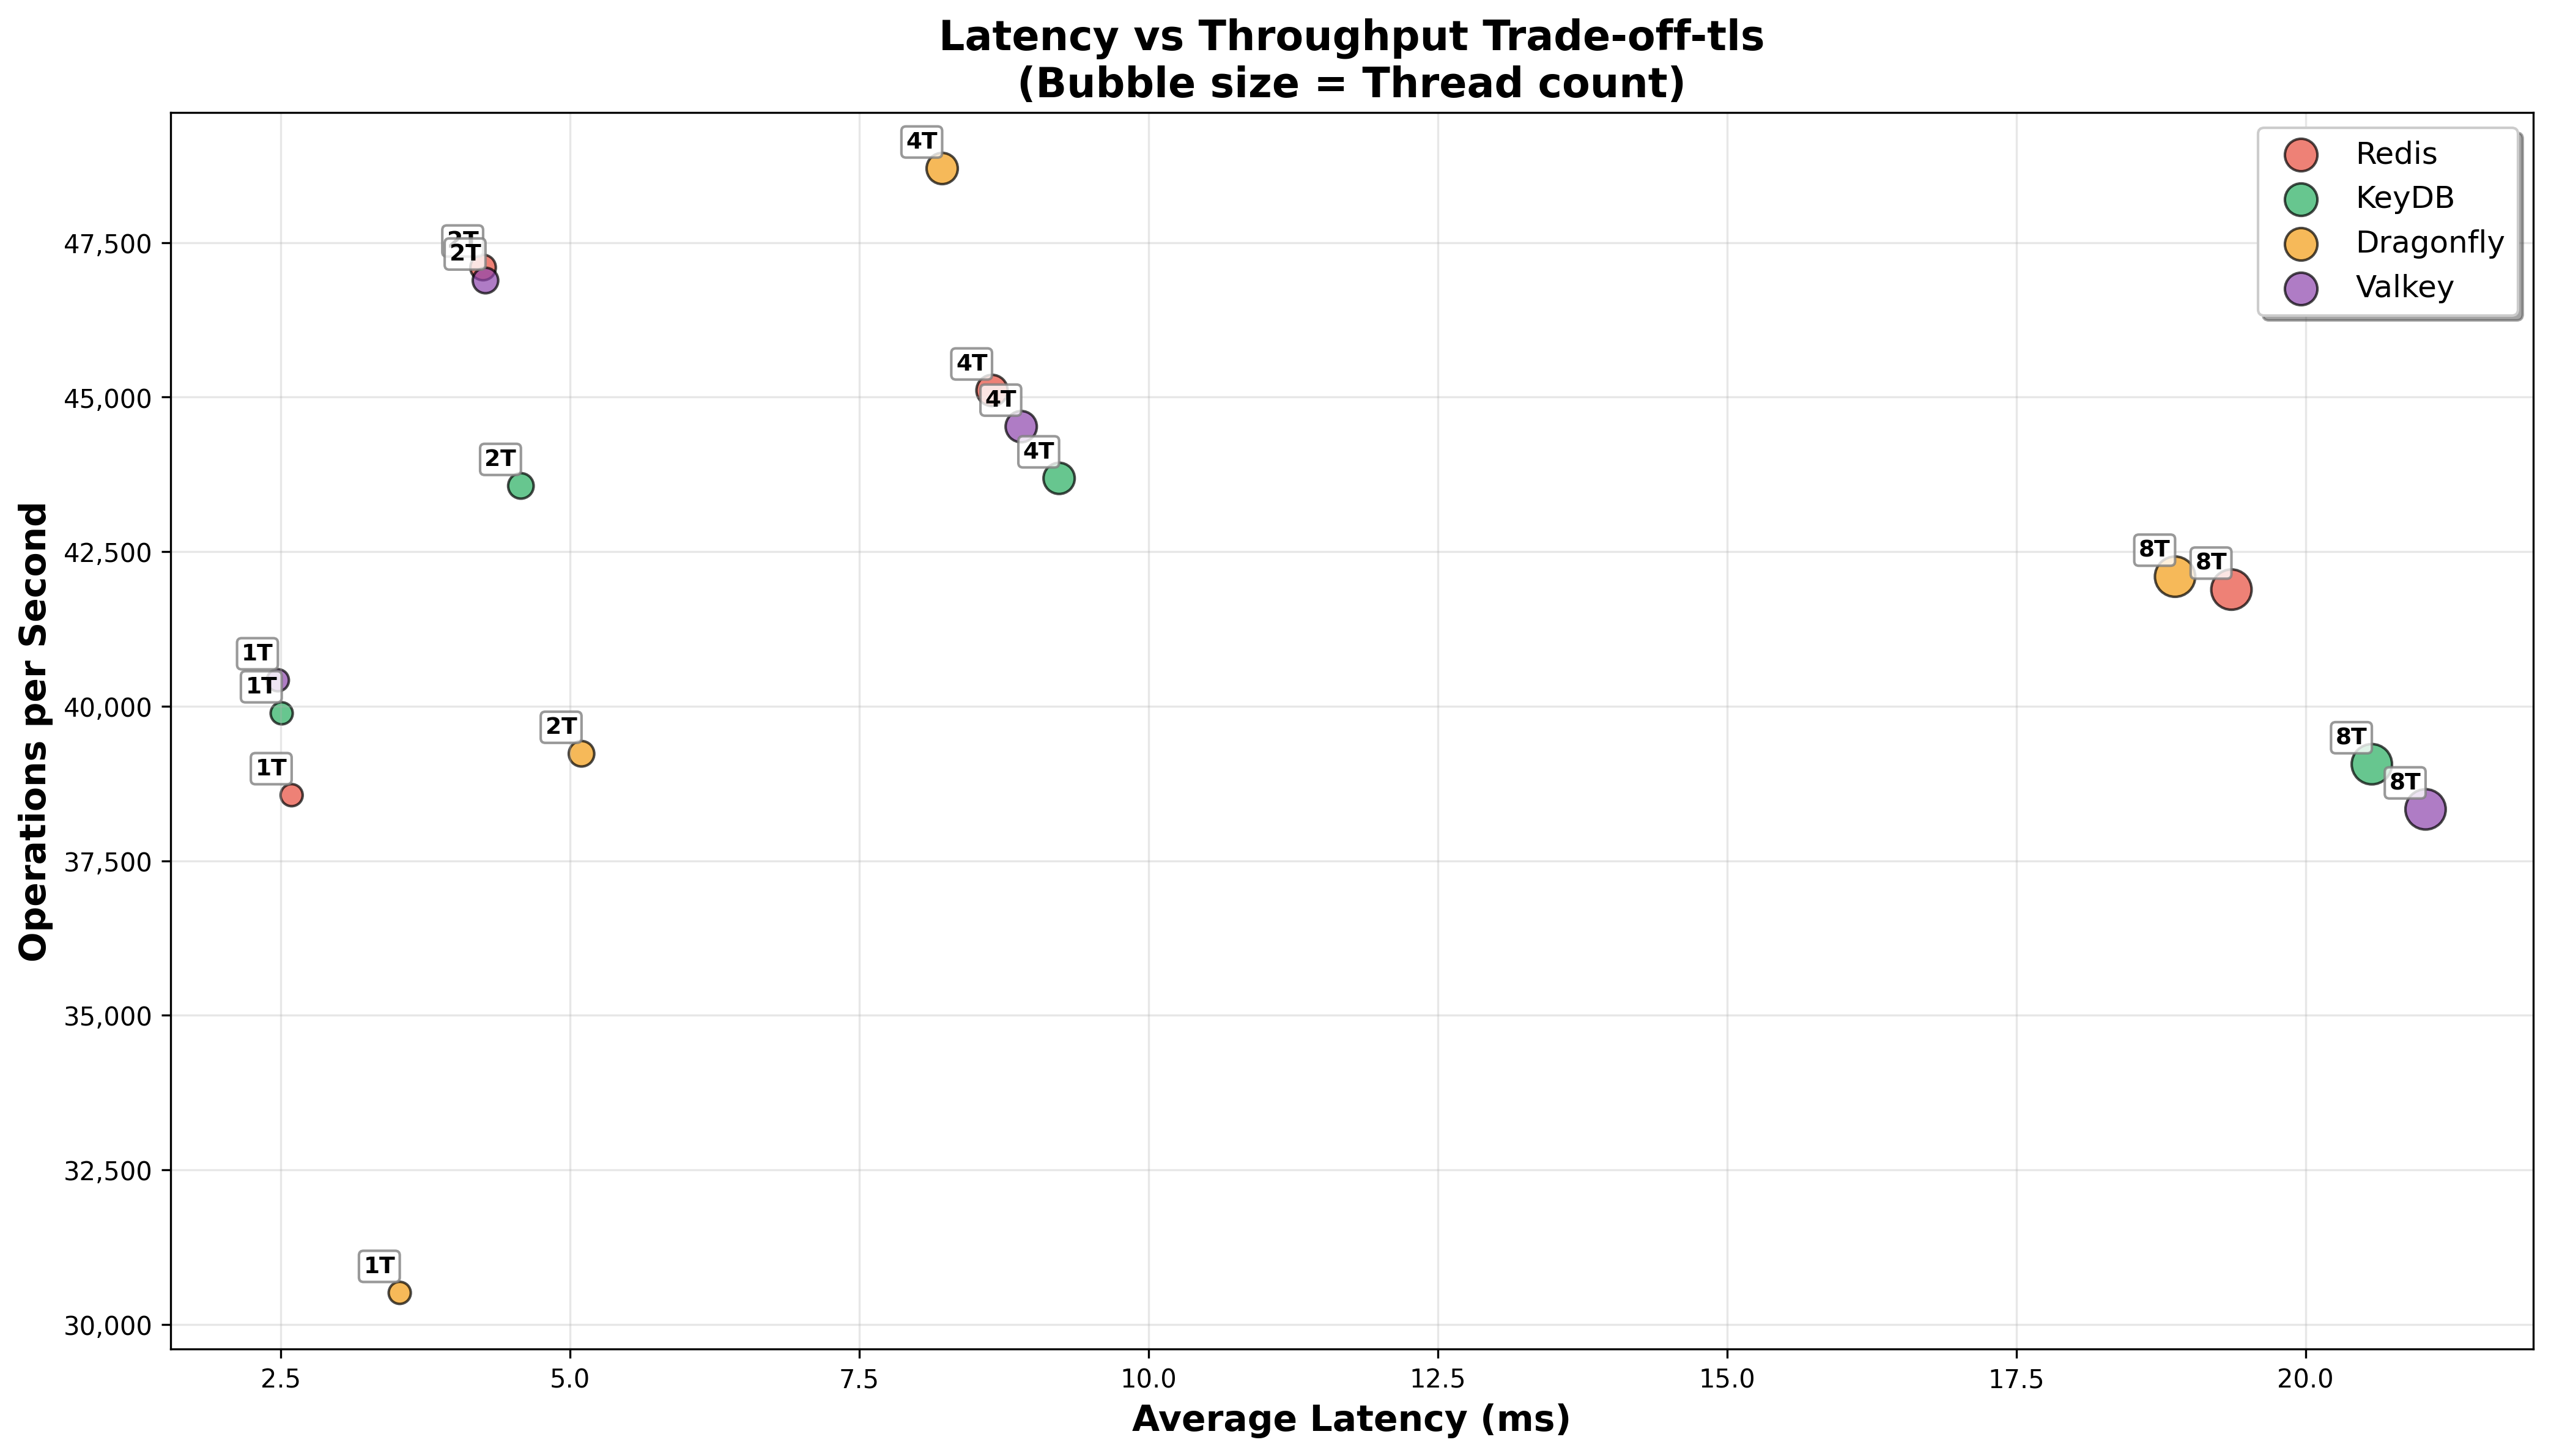 Latency vs Throughput Trade-off-tls
(Bubble size = Thread count)
Redis
KeyDB
Dragonfly
Valkey
Operations per Second
47,500
45,000
42,500
40,000
37,500
35,000
32,500
30,000
4T
2T
2T
4T
4T
4T
2T
8T
8T
1T
1T
2T
8T
1T
8T
1T
2.5
5.0
7.5
10.0
12.5
15.0
17.5
20.0
Average Latency (ms)